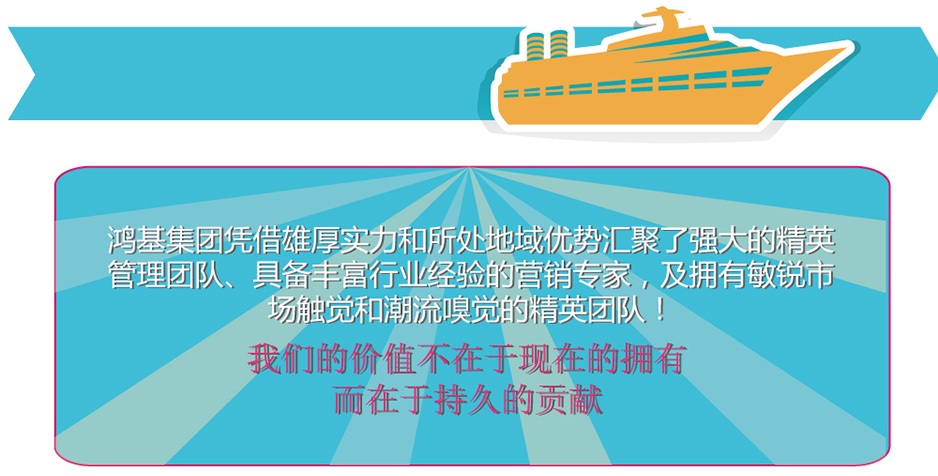 鸿基集团凭借雄厚实力和所处地域优势汇聚了强大的精英
管理团队、具备丰富行业经验的营销专家，及拥有敏锐市
场触觉和潮流嗅觉的精英团队！
我们的价值不在于现在的拥有
而在于持久的贡献